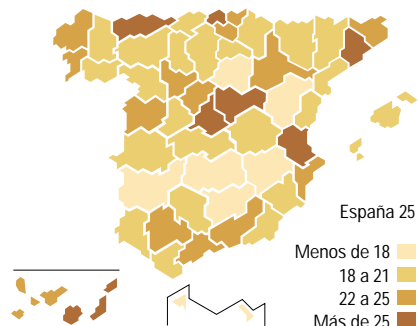 España 25
Menos de 18
18 a 21
22 a 25
Más de 25